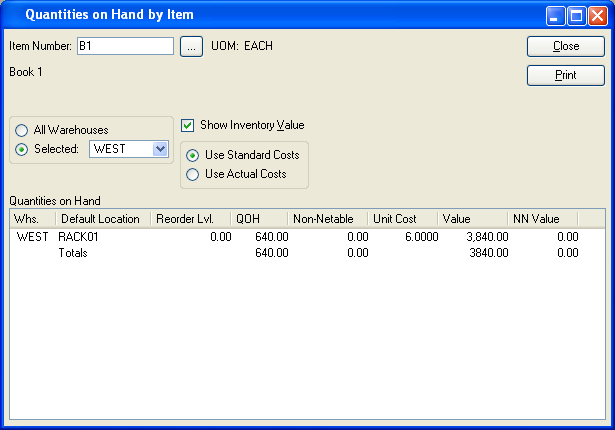 Quantities on Hand by Item
Item Number: B1 ... UOM: EACH Close
Book 1 Print
All Warehouses
Selected: WEST
Show Inventory Value
Use Standard Costs
Use Actual Costs
Quantities on Hand
Whs. Default Location Reorder Lvl. QOH Non-Netable Unit Cost Value NN Value
WEST RACK01 0.00 640.00 0.00 6.0000 3,840.00 0.00
Totals 640.00 0.00 3840.00 0.00